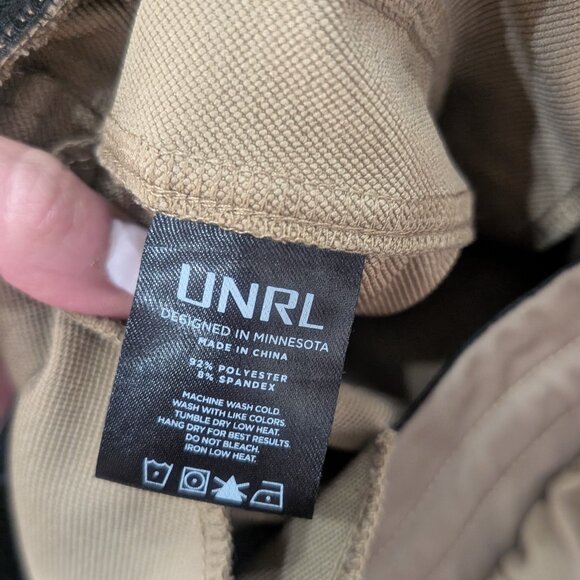 UNRL
DESIGNED IN MINNESOTA
MADE IN CHINA
92% POLYESTER
8% SPANDEX
MACHINE WASH COLD.
WASH WITH LIKE COLORS.
TUMBLE DRY LOW HEAT.
HANG DRY FOR BEST RESULTS.
DO NOT BLEACH.
IRON LOW HEAT.